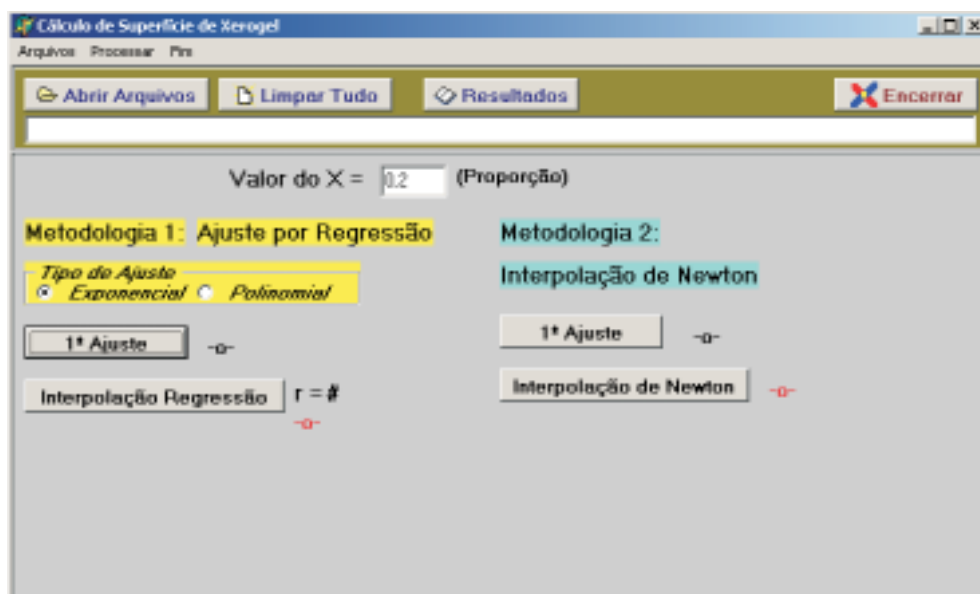 Cálculo de Superfície de Xerogel
Arquivos Processar Fim
Abrir Arquivos Limpar Tudo Resultados Encerrar
Valor do X = 0.2 (Proporção)
Metodologia 1: Ajuste por Regressão
Tipo de Ajuste
Exponencial Polinomial
1ª Ajuste -o-
Interpolação Regressão r = #
-o-
Metodologia 2:
Interpolação de Newton
1ª Ajuste -o-
Interpolação de Newton -o-